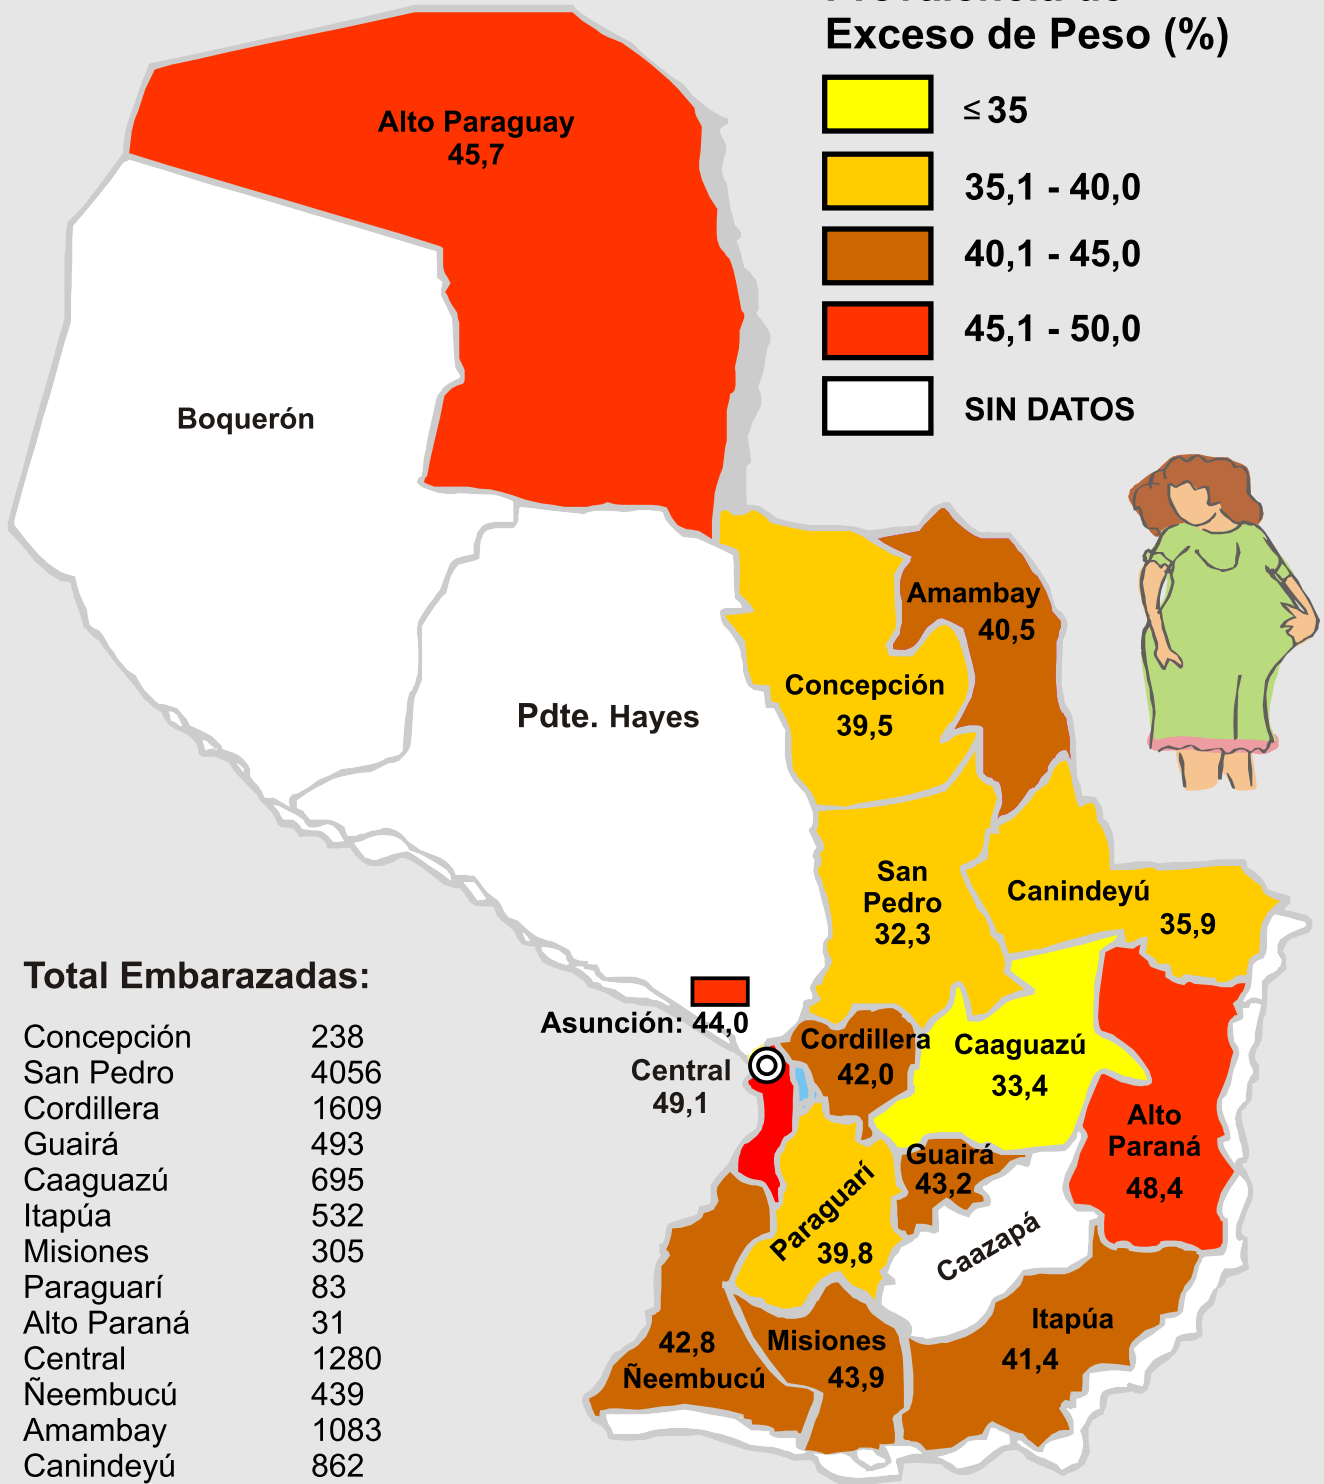 Exceso de Peso (%)
≤ 35
35,1 - 40,0
40,1 - 45,0
45,1 - 50,0
SIN DATOS
Alto Paraguay
45,7
Boquerón
Amambay
40,5
Concepción
39,5
Pdte. Hayes
San
Pedro
32,3
Canindeyú
35,9
Asunción: 44,0
Central
49,1
Cordillera
42,0
Caaguazú
33,4
Alto
Paraná
48,4
Guairá
43,2
Paraguarí
39,8
Caazapá
Itapúa
41,4
Misiones
43,9
42,8
Ñeembucú
Total Embarazadas:
Concepción 238
San Pedro 4056
Cordillera 1609
Guairá 493
Caaguazú 695
Itapúa 532
Misiones 305
Paraguarí 83
Alto Paraná 31
Central 1280
Ñeembucú 439
Amambay 1083
Canindeyú 862